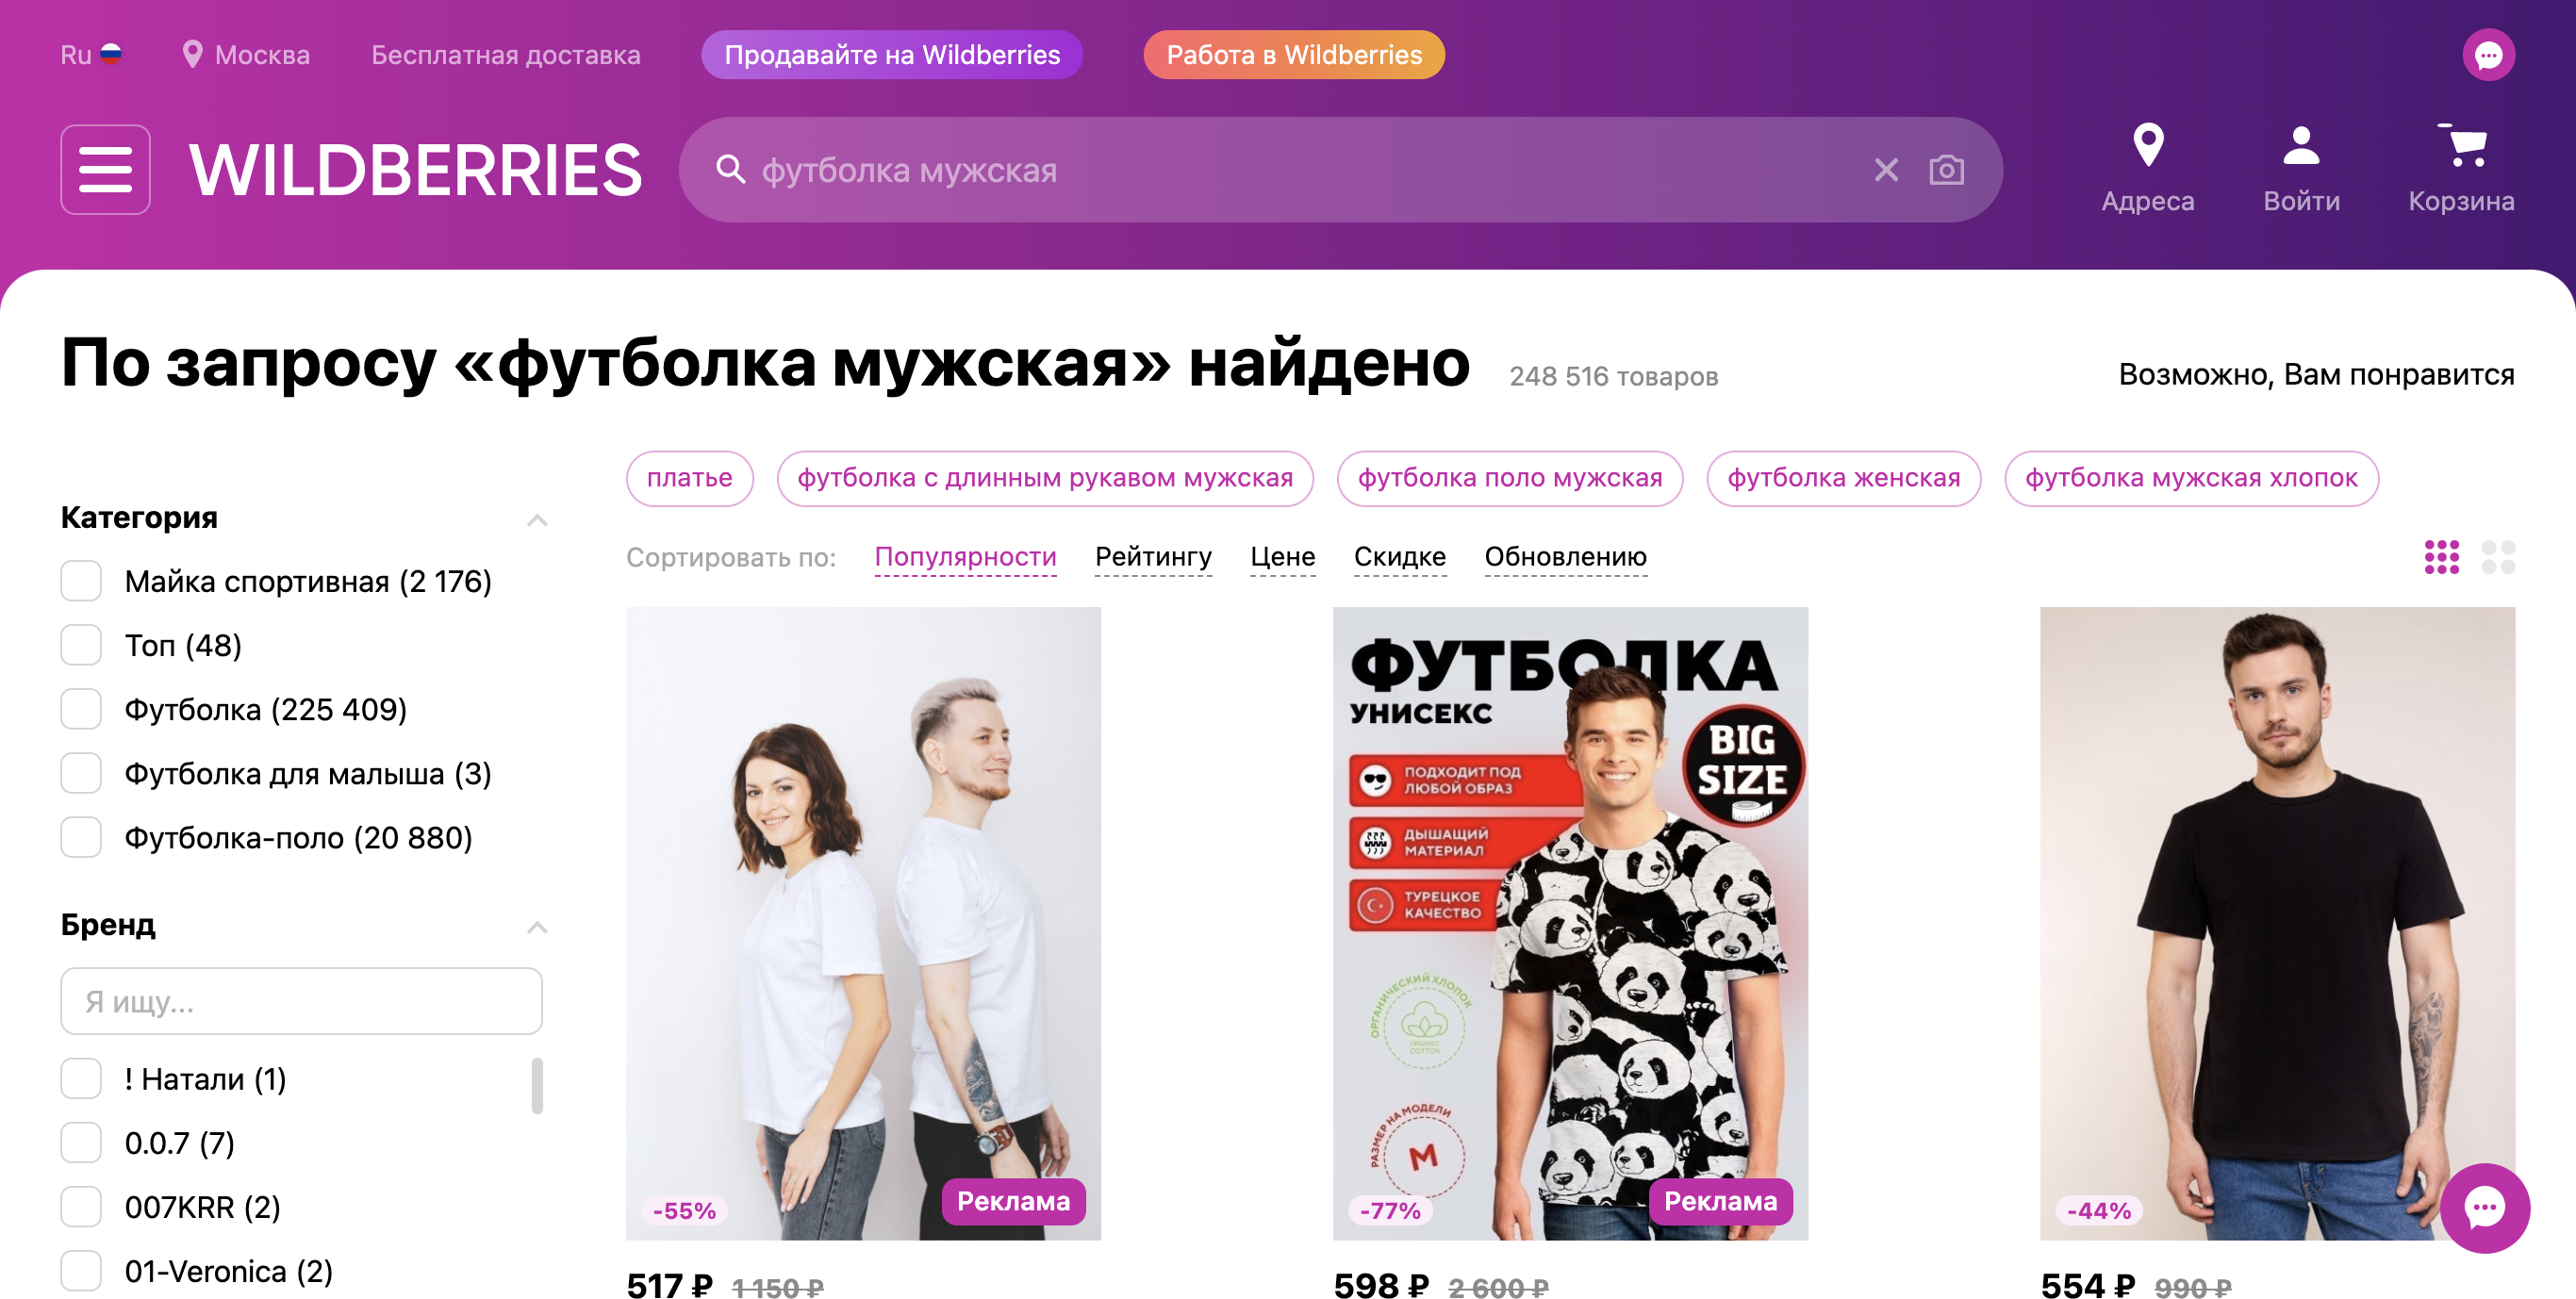 Ru
Москва
Бесплатная доставка
Продавайте на Wildberries
Работа в Wildberries
WILDBERRIES
футболка мужская
Адреса
Войти
Корзина
По запросу «футболка мужская» найдено
248 516 товаров
Возможно, Вам понравится
платье
футболка с длинным рукавом мужская
футболка поло мужская
футболка женская
футболка мужская хлопок
Сортировать по:
Популярности
Рейтингу
Цене
Скидке
Обновлению
Категория
Майка спортивная (2 176)
Топ (48)
Футболка (225 409)
Футболка для малыша (3)
Футболка-поло (20 880)
Бренд
Я ищу...
! Натали (1)
0.0.7 (7)
007KRR (2)
01-Veronica (2)
-55%
Реклама
517 ₽ 1 150 ₽
ФУТБОЛКА
УНИСЕКС
BIG
SIZE
ПОДХОДИТ ПОД
ЛЮБОЙ ОБРАЗ
ДЫШАЩИЙ
МАТЕРИАЛ
ТУРЕЦКОЕ
КАЧЕСТВО
ОРГАНИЧЕСКИЙ ХЛОПОК
ORGANIC
COTTON
РАЗМЕР НА МОДЕЛИ
M
-77%
Реклама
598 ₽ 2 600 ₽
-44%
554 ₽ 990 ₽